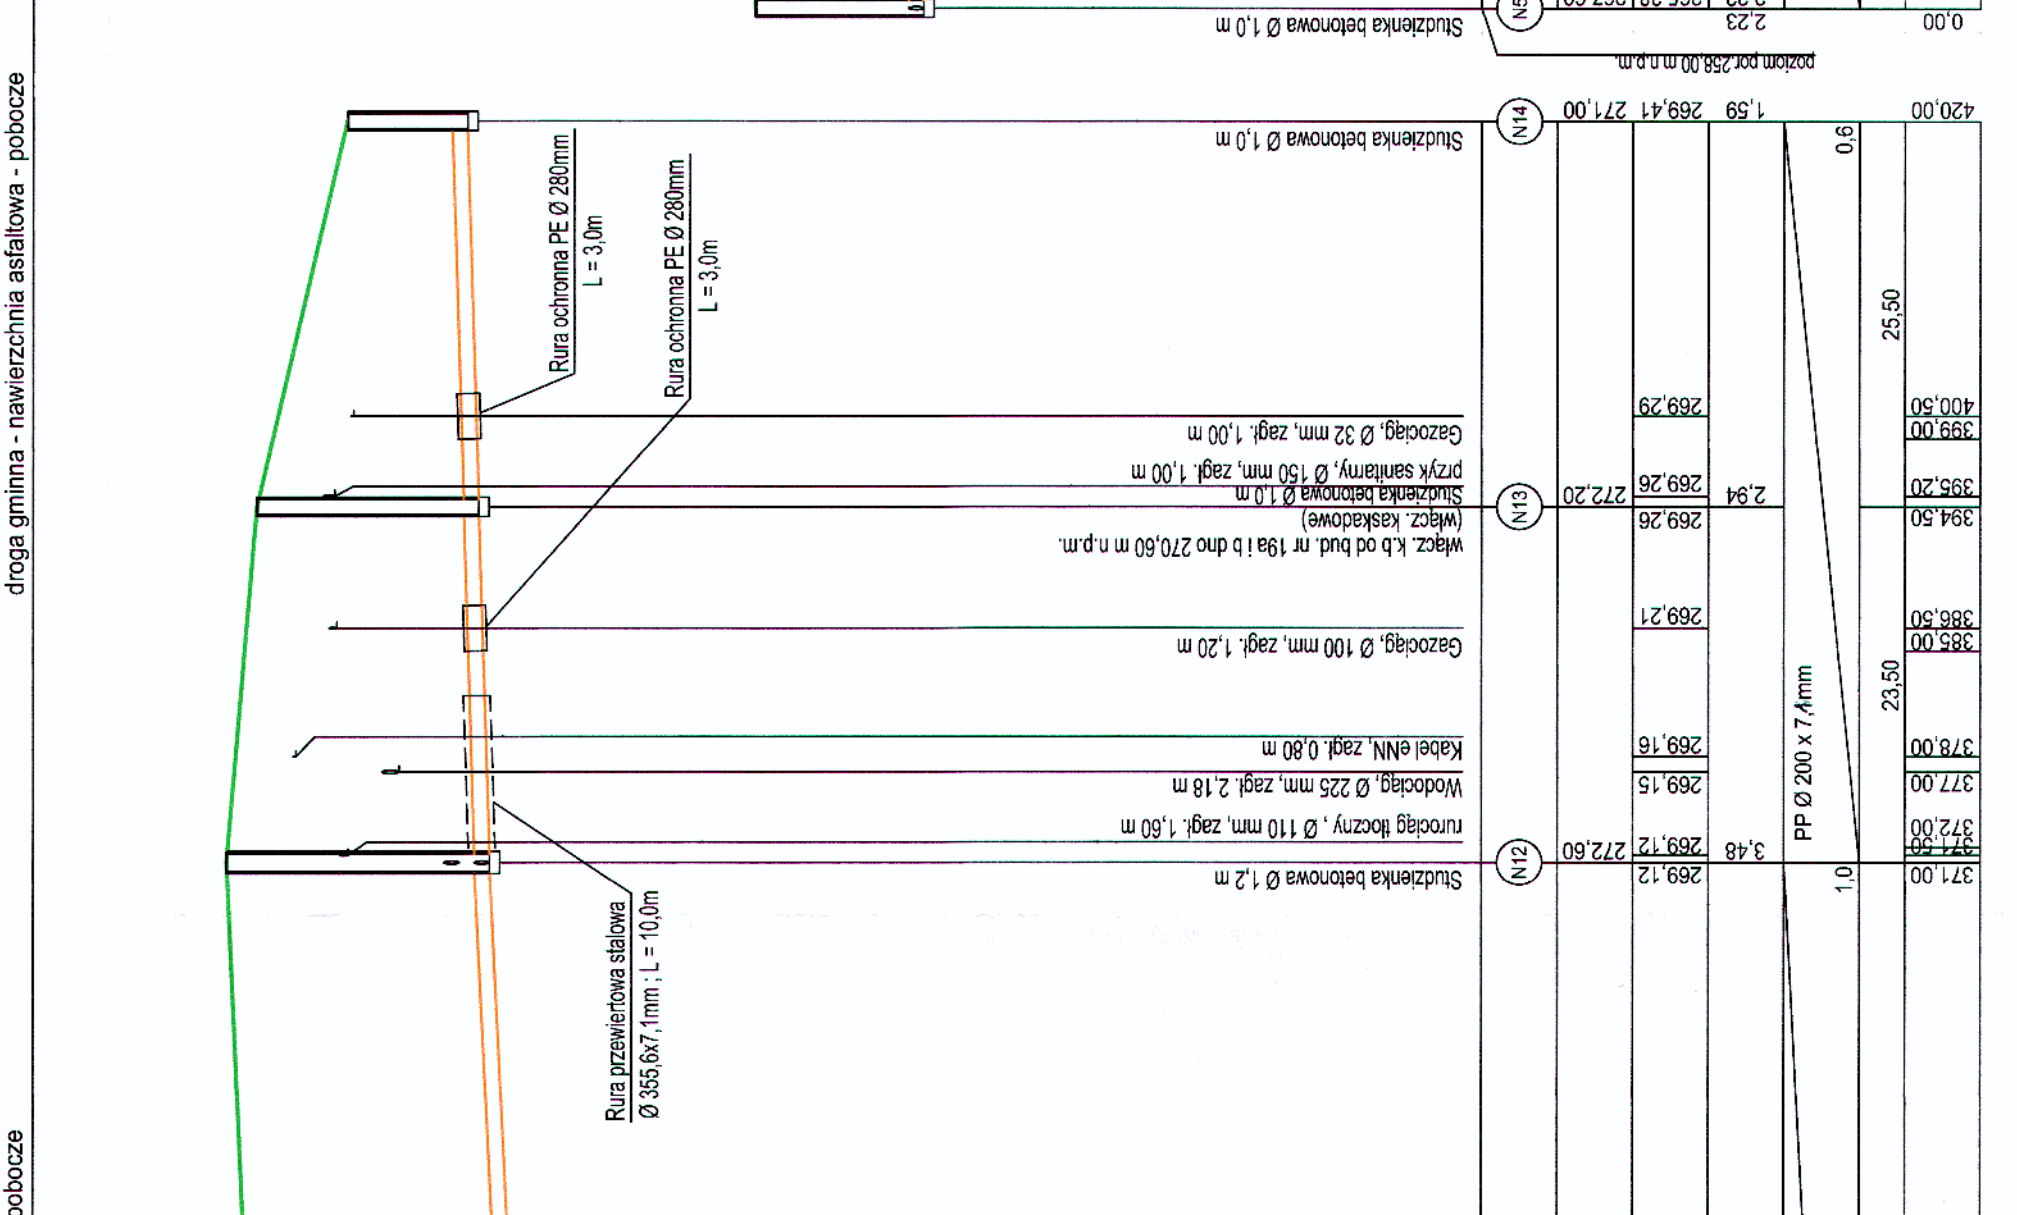 droga gminna - nawierzchnia asfaltowa - pobocze
pobocze
Studzienka betonowa Ø 1,0 m
N5
2,23
0,00
poziom por.258,00 m n.p.m.
Studzienka betonowa Ø 1,0 m
N14
271,00
269,41
1,59
0,6
420,00
Rura ochronna PE Ø 280mm
L = 3,0m
Rura ochronna PE Ø 280mm
L = 3,0m
25,50
Gazociąg, Ø 32 mm, zagł. 1,00 m
269,29
400,50
399,00
przyk sanitarny, Ø 150 mm, zagł. 1,00 m
269,26
395,20
Studzienka betonowa Ø 1,0 m
(włącz. kaskadowe)
włącz. k.b od bud. nr 19a i b dno 270,60 m n.p.m.
N13
272,20
269,26
2,94
394,50
Gazociąg, Ø 100 mm, zagł. 1,20 m
269,21
386,50
385,00
23,50
PP Ø 200 x 7,1mm
Kabel eNN, zagł. 0,80 m
269,16
378,00
Wodociąg, Ø 225 mm, zagł. 2,18 m
269,15
377,00
rurociąg tłoczny , Ø 110 mm, zagł. 1,60 m
269,12
372,00
371,50
Studzienka betonowa Ø 1,2 m
N12
272,60
269,12
3,48
1,0
371,00
Rura przewiertowa stalowa
Ø 355,6x7,1mm ; L = 10,0m